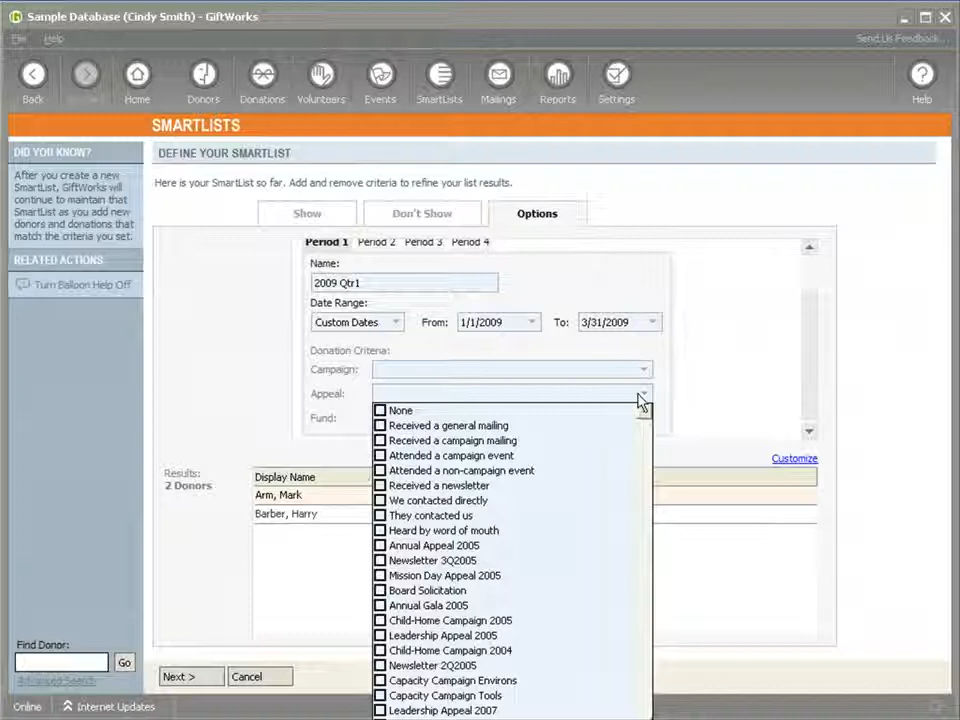 Sample Database (Cindy Smith) - GiftWorks
File Help Send Us Feedback...
Back Home Donors Donations Volunteers Events SmartLists Mailings Reports Settings Help
SMARTLISTS
DID YOU KNOW?
After you create a new
SmartList, GiftWorks will
continue to maintain that
SmartList as you add new
donors and donations that
match the criteria you set.
RELATED ACTIONS
Turn Balloon Help Off
DEFINE YOUR SMARTLIST
Here is your SmartList so far. Add and remove criteria to refine your list results.
Show Don't Show Options
Period 1 Period 2 Period 3 Period 4
Name:
2009 Qtr1
Date Range:
Custom Dates From: 1/1/2009 To: 3/31/2009
Donation Criteria:
Campaign:
Appeal:
Fund:
None
Received a general mailing
Received a campaign mailing
Attended a campaign event
Attended a non-campaign event
Received a newsletter
We contacted directly
They contacted us
Heard by word of mouth
Annual Appeal 2005
Newsletter 3Q2005
Mission Day Appeal 2005
Board Solicitation
Annual Gala 2005
Child-Home Campaign 2005
Leadership Appeal 2005
Child-Home Campaign 2004
Newsletter 2Q2005
Capacity Campaign Environs
Capacity Campaign Tools
Leadership Appeal 2007
Customize
Results:
2 Donors
Display Name
Arm, Mark
Barber, Harry
Find Donor:
Go
Advanced Search
Next > Cancel
Online Internet Updates